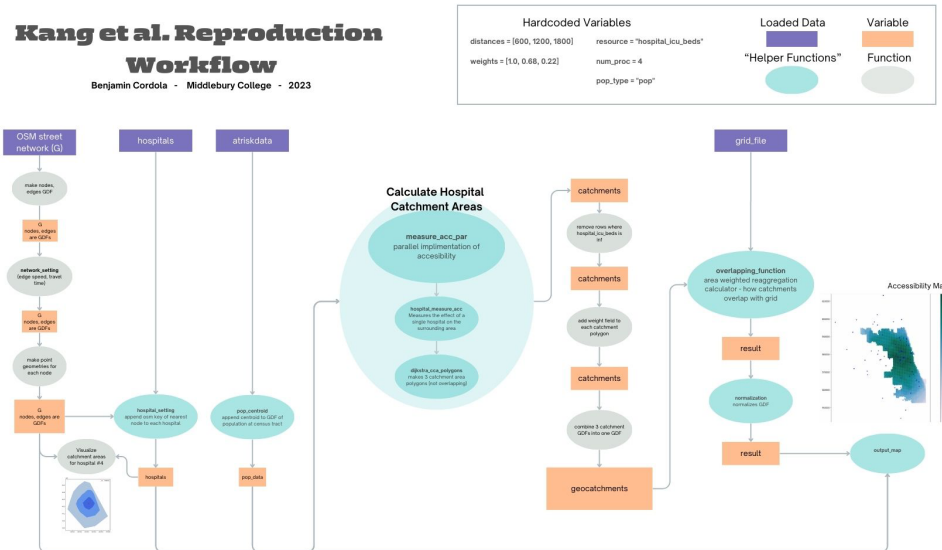 Kang et al. Reproduction
Workflow
Benjamin Cordola - Middlebury College - 2023
Hardcoded Variables
distances = [600, 1200, 1800]
resource = "hospital_icu_beds"
weights = [1.0, 0.68, 0.22]
num_proc = 4
pop_type = "pop"
Loaded Data
Variable
“Helper Functions”
Function
OSM street
network (G)
hospitals
atriskdata
grid_file
make nodes,
edges GDF
G
nodes, edges
are GDFs
network_setting
(edge speed, travel
time)
G
nodes, edges
are GDFs
make point
geometries for
each node
G
nodes, edges are
GDFs
hospital_setting
append osm key of nearest
node to each hospital
pop_centroid
append centroid to GDF of
population at census tract
Visualize
catchment areas
for hospital #4
hospitals
pop_data
Calculate Hospital
Catchment Areas
measure_acc_par
parallel implimentation of
accesibility
hospital_measure_acc
Measures the effect of a
single hospital on the
surrounding area
dijkstra_cca_polygons
makes 3 catchment area
polygons (not overlapping)
catchments
remove rows where
hospital_icu_beds is
inf
catchments
add weight field to
each catchment
polygon
catchments
combine 3 catchment
GDFs into one GDF
geocatchments
overlapping_function
area weighted reaggregation
calculator - how catchments
overlap with grid
result
normalization
normalizes GDF
result
output_map
Accessibility Ma